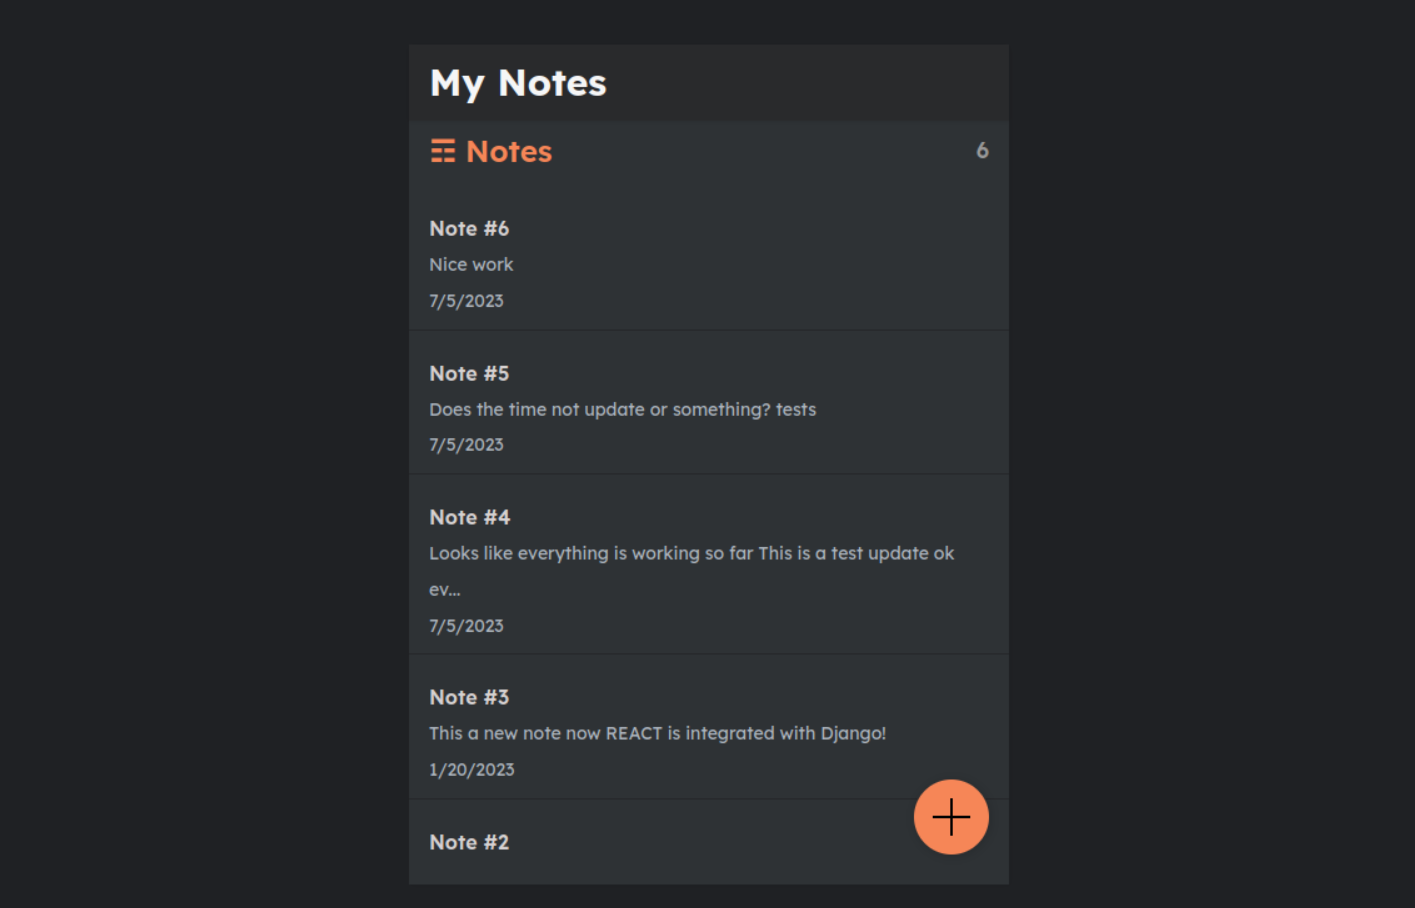 My Notes
☶ Notes
6
Note #6
Nice work
7/5/2023
Note #5
Does the time not update or something? tests
7/5/2023
Note #4
Looks like everything is working so far This is a test update ok
ev...
7/5/2023
Note #3
This a new note now REACT is integrated with Django!
1/20/2023
Note #2